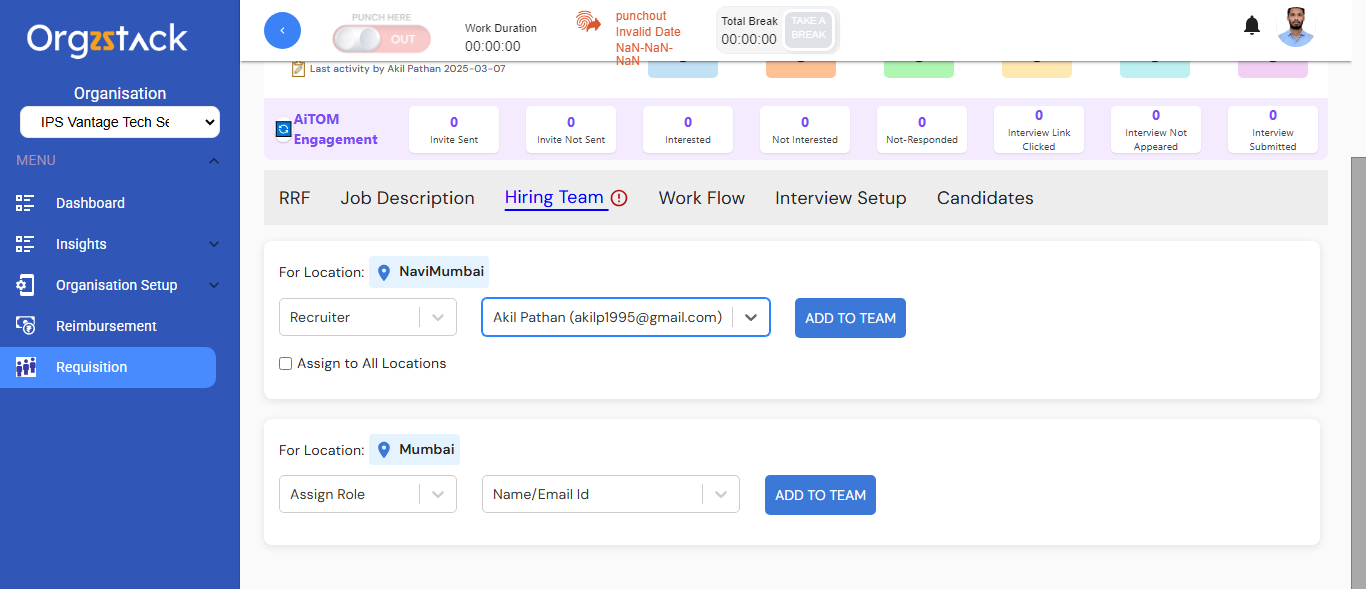 Orgzstack
Organisation
IPS Vantage Tech Se
MENU
Dashboard
Insights
Organisation Setup
Reimbursement
Requisition
PUNCH HERE
OUT
Work Duration
00:00:00
punchout
Invalid Date
NaN-NaN-
NaN
Total Break
00:00:00
TAKE A
BREAK
Last activity by Akil Pathan 2025-03-07
AiTOM
Engagement
0
Invite Sent
0
Invite Not Sent
0
Interested
0
Not Interested
0
Not-Responded
0
Interview Link
Clicked
0
Interview Not
Appeared
0
Interview
Submitted
RRF Job Description Hiring Team Work Flow Interview Setup Candidates
For Location: NaviMumbai
Recruiter Akil Pathan (akilp1995@gmail.com) ADD TO TEAM
Assign to All Locations
For Location: Mumbai
Assign Role Name/Email Id ADD TO TEAM